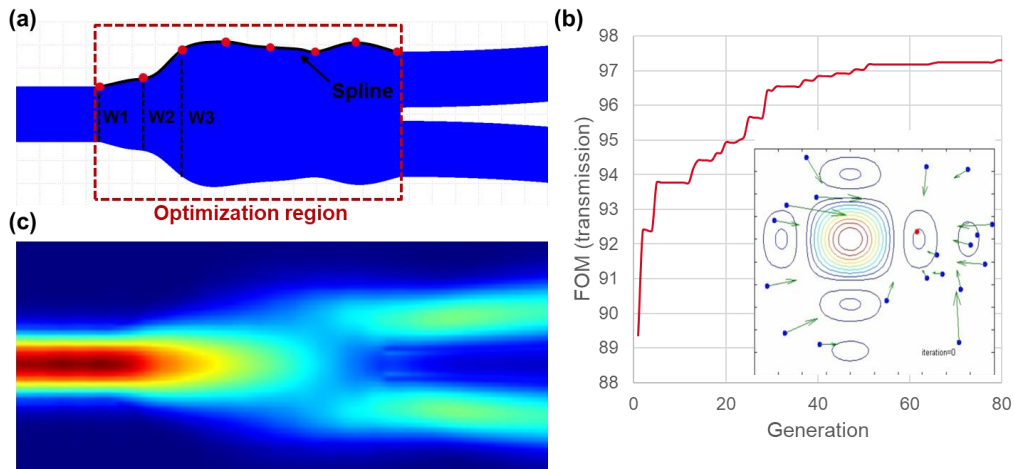 (a)
W1 W2 W3
Spline
Optimization region
(b)
FOM (transmission)
98
97
96
95
94
93
92
91
90
89
88
0 20 40 60 80
Generation
iteration=0
(c)